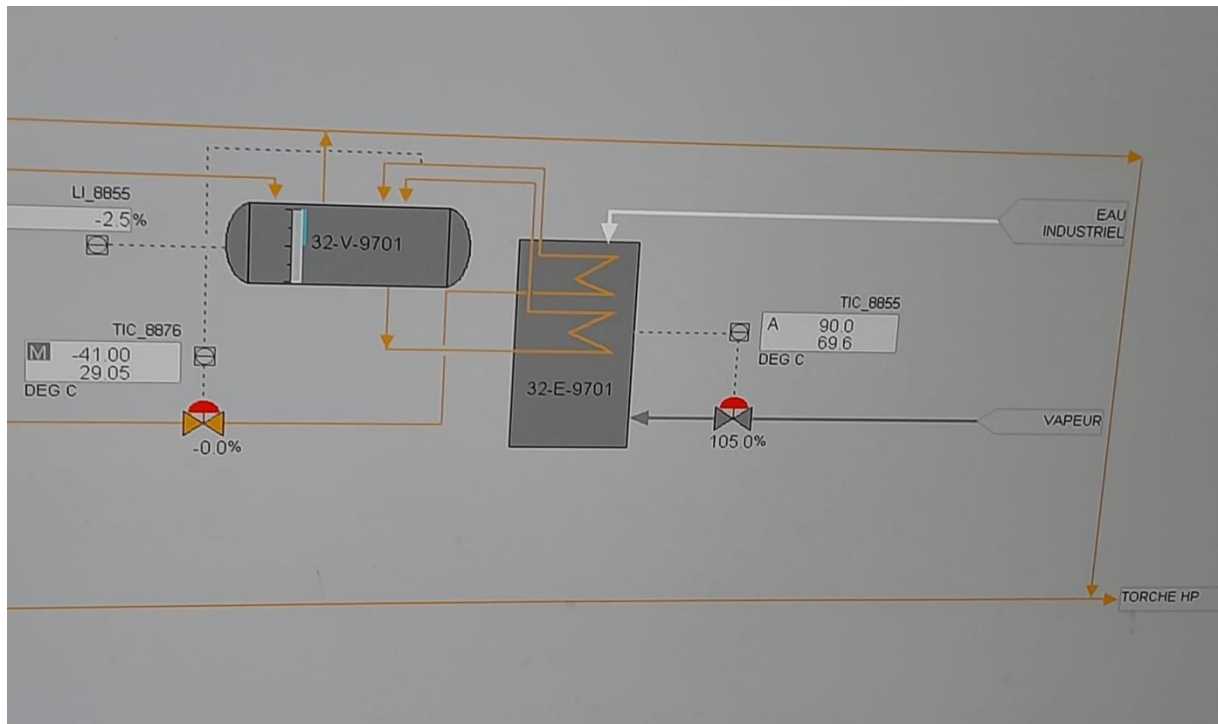 LI_8855
-2.5%
32-V-9701
EAU
INDUSTRIEL
TIC_8876
M -41.00
29.05
DEG C
-0.0%
TIC_8855
A 90.0
69.6
DEG C
32-E-9701
105.0%
VAPEUR
TORCHE HP